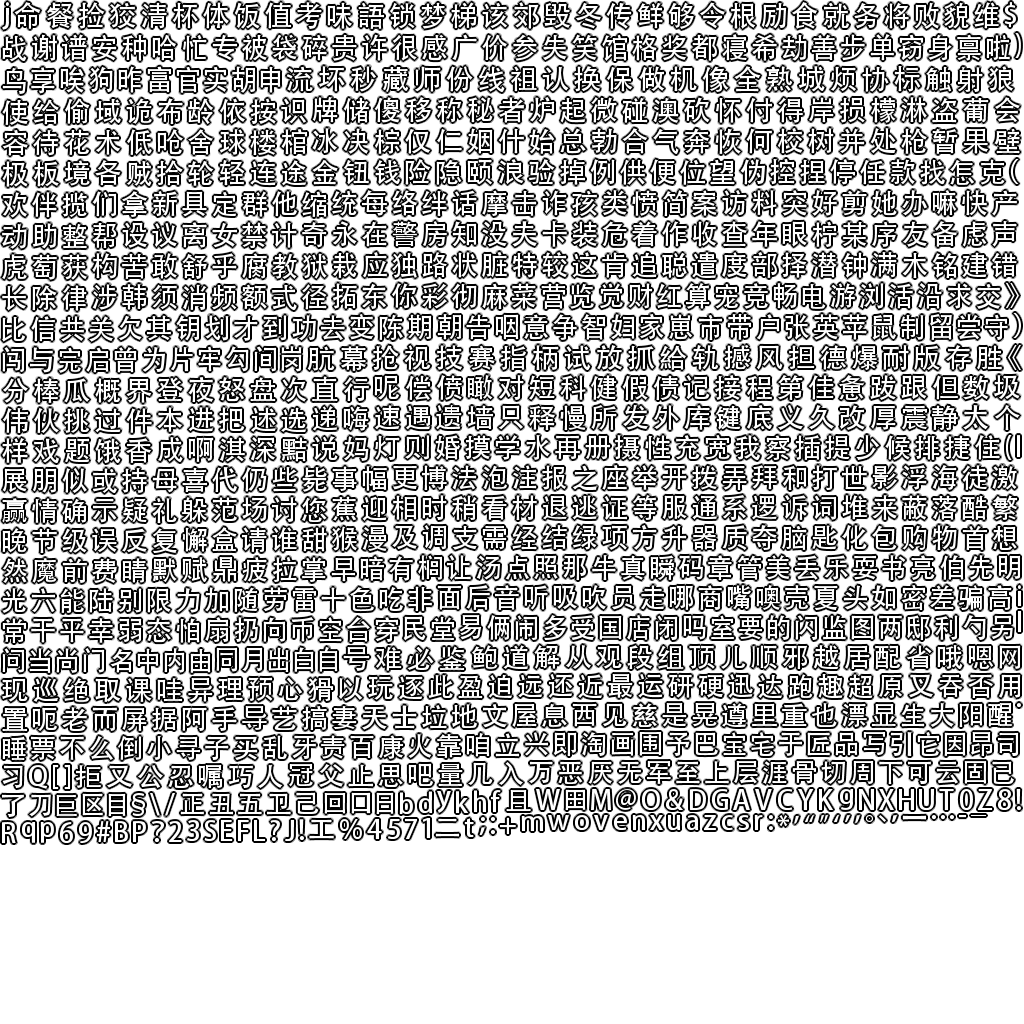 j命餐捡狡清杯体饭值考味語锁梦梯该郊毁冬传鲜够令根励食就务将败貌维$
战谢谱安种哈忙专被袋碎贵许很感广价参失笑馆格奖都寝希劫善步单窃身禀啦)
鸟享唉狗昨富官实胡申流坏秒藏师份线祖认换保做机像全熟城烦协标触射狼
使给偷域诡布龄依按识牌储傻移称秘者炉起微碰澳砍怀付得岸损檬淋盗葡会
容待花术低呛舍球楼棺冰决棕仅仁姻什始总勃合气奔恢何校树并处枪暂果壁
极板境各贼拾轮轻连途金钮钱险隐颐浪验掉例供便位望伪控捏停任款找怎克(
欢伴揽们拿新具定群他缩统每络绊话摩击诈孩类愤简案访料突好剪她办嘛快产
动助整帮设议离女禁计奇永在警房知没夫卡装危着作收查年眼柠某序友备虑声
虎萄获构苦敢舒乎腐教狱栽应独路状脏特较这肯追聪遣度部择潜钟满木铭建错
长除律涉韩须消频额式径拓东你彩彻麻菜营览觉财红算宠竞畅电游浏活沿求交》
比信共关欠其钥划才到功去变陈期朝告咽意争智妇家崽市带户张英苹鼠制留尝守)
闯与完启曾为片牢勾间岗肮幕抢视技赛指柄试放抓給轨撼风担德爆耐版存胜《
分棒瓜概界登夜怒盘次直行呢偿愤瞰对短科健假债记接程第佳惫跋跟但数圾
伟伙挑过件本进把述选递嗨速遇遗墙只释慢所发外库键底义久改厚震静太个
样戏题饿香成啊淇深黠说妈灯则婚摸学水再册摄性充宽我察插提少候排捷住(l
展朋似或持母喜代仍些毙事幅更博法泡注报之座举开拨弄拜和打世影浮海徒激
赢情确示疑礼躲范场讨您蕉迎相时稍看材退逃证等服通系逻诉词堆来蔽落酷繁
晚节级误反复懈盒请谁甜猴漫及调支需经结绿项方升器质夺脑匙化包购物首想
然魔前费睛默赋鼎疲拉掌早暗有榈让汤点照那牛真瞬码章管美丢乐耍书亮伯先明
光六能陆别限力加随劳雷十色吃非面后音听吸吹员走哪商嘴噢壳夏头如密差骗高i
常干平幸弱态怕扇扔向币空台穿民堂易俩闹多受国店闭吗室要的闪监图两邸利勺另l
问当尚门名中内由同月出白自号难必鉴鲍道解从观段组顶儿顺邪越居配省哦嗯网
现巡绝取课哇异理预心猾以玩逐此盈迫远还近最运研硬迅达跑趣超原又吞否用
置呃老而屏据阿手导艺搞妻天士垃地文屋息西见慈是晃遵里重也漂显生大阳醒°
睡票不么倒小寻子买乱牙责百康火靠咱立兴即淘画围予巴宝宅于匠品写引它因昂司
习Q[]拒又公忍嘱巧人冠父止思吧量几入万恶厌无军至上层涯骨切周下可云固已
了刀巨区目§\/正丑五卫己回口日bdykhf且W田M@O&DGAVCYKgNXHUT0Z8!
RqP69#BP?23SEFL?J!工%4571二t;:+mwovenxuazcsr:*'“”''°`'一…-一